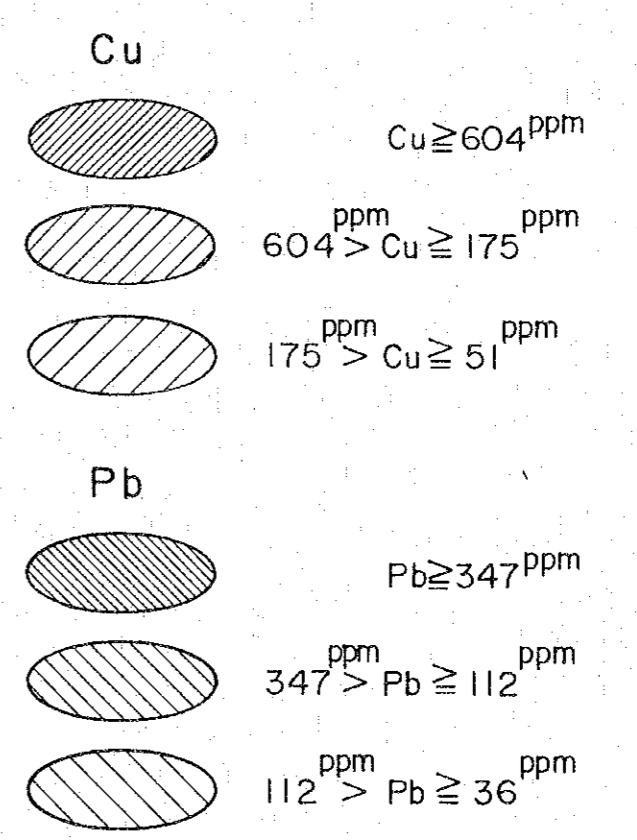 Cu
Cu≧604ppm
604ppm > Cu ≧ 175ppm
175ppm > Cu ≧ 51ppm
Pb
Pb≧347ppm
347ppm > Pb ≧ 112ppm
112ppm > Pb ≧ 36ppm